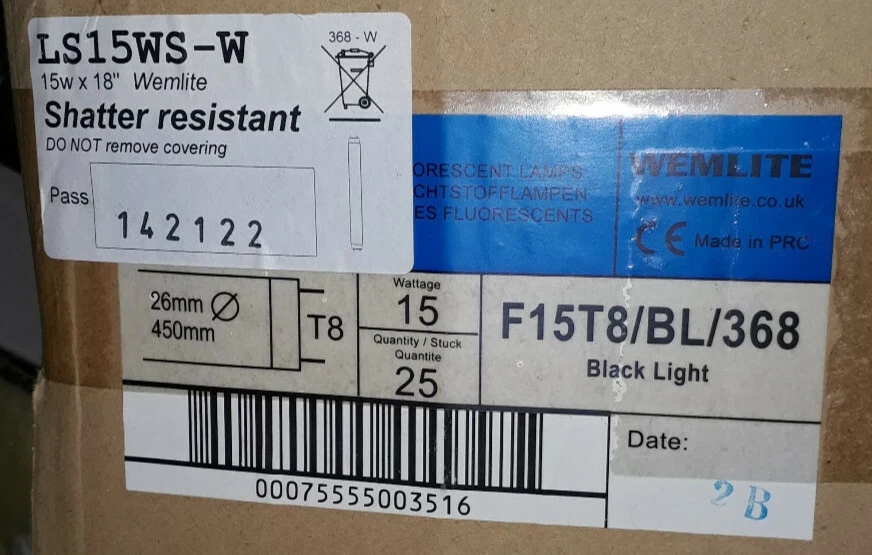 LS15WS-W
15w x 18" Wemlite
Shatter resistant
DO NOT remove covering
Pass
142122
368 - W
ORESCENT LAMPS
CHTSTOFFLAMPEN
ES FLUORESCENTS
WEMLITE
www.wemlite.co.uk
CE Made in PRC
26mm Ø
450mm
T8
Wattage
15
Quantity / Stuck
Quantite
25
F15T8/BL/368
Black Light
00075555003516
Date:
2 B